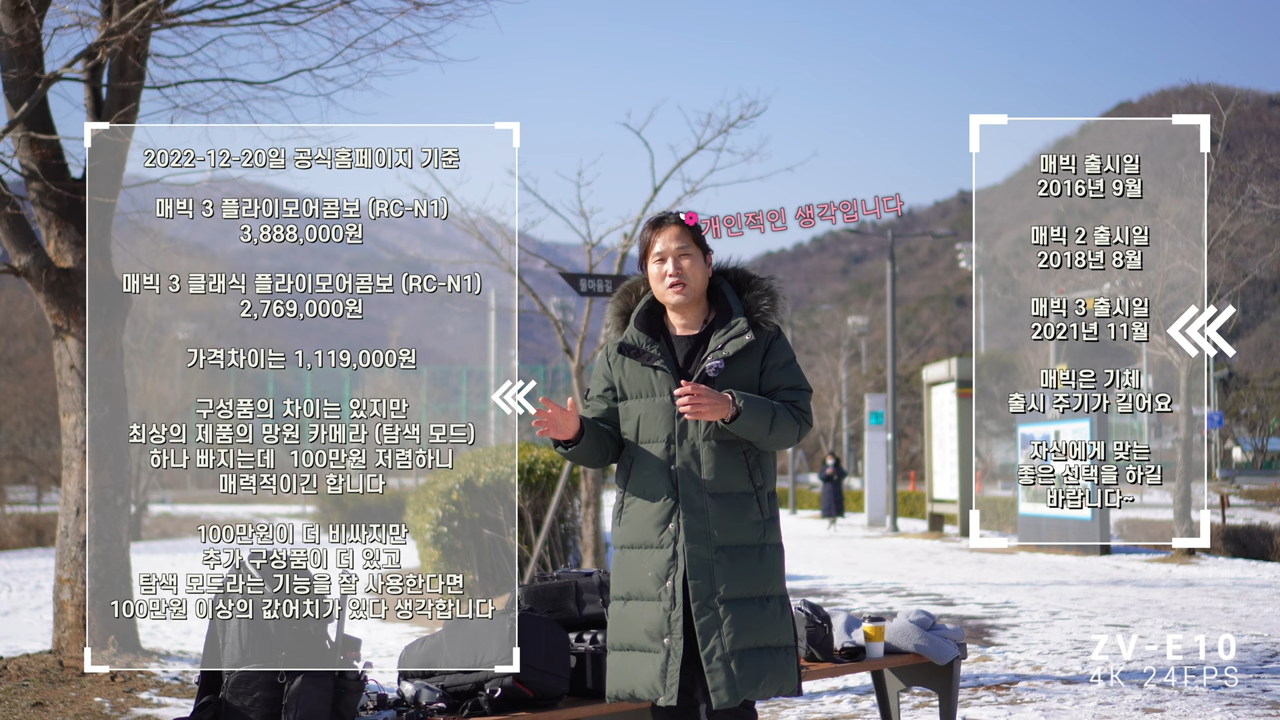 2022-12-20일 공식홈페이지 기준
매빅 3 플라이모어콤보 (RC-N1)
3,888,000원
매빅 3 클래식 플라이모어콤보 (RC-N1)
2,769,000원
가격차이는 1,119,000원
구성품의 차이는 있지만
최상의 제품의 망원 카메라 (탐색 모드)
하나 빠지는데 100만원 저렴하니
매력적이긴 합니다
100만원이 더 비싸지만
추가 구성품이 더 있고
탐색 모드라는 기능을 잘 사용한다면
100만원 이상의 값어치가 있다 생각합니다
개인적인 생각입니다
물마음길
매빅 출시일
2016년 9월
매빅 2 출시일
2018년 8월
매빅 3 출시일
2021년 11월
매빅은 기체
출시 주기가 길어요
자신에게 맞는
좋은 선택을 하길
바랍니다~
ZV-E10
4K 24FPS